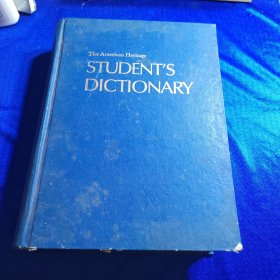 The American Heritage
STUDENT'S
DICTIONARY